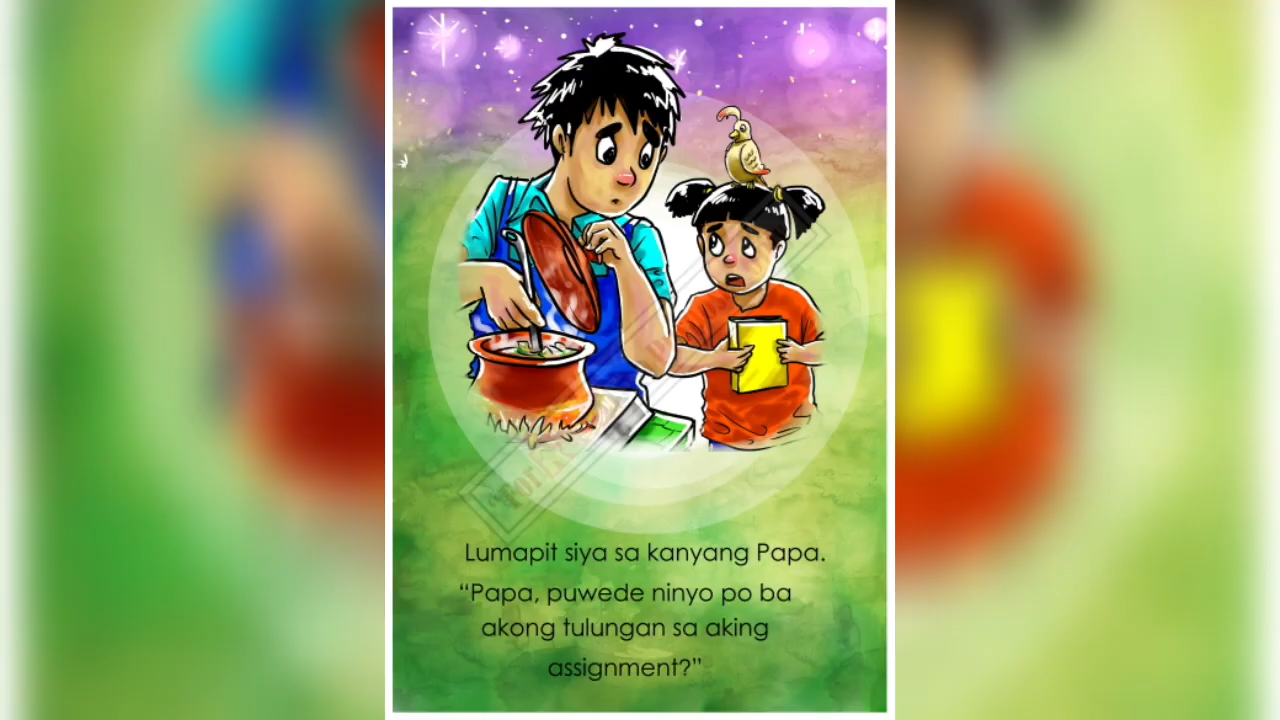 Lumapit siya sa kanyang Papa.
“Papa, puwede ninyo po ba
akong tulungan sa aking
assignment?”